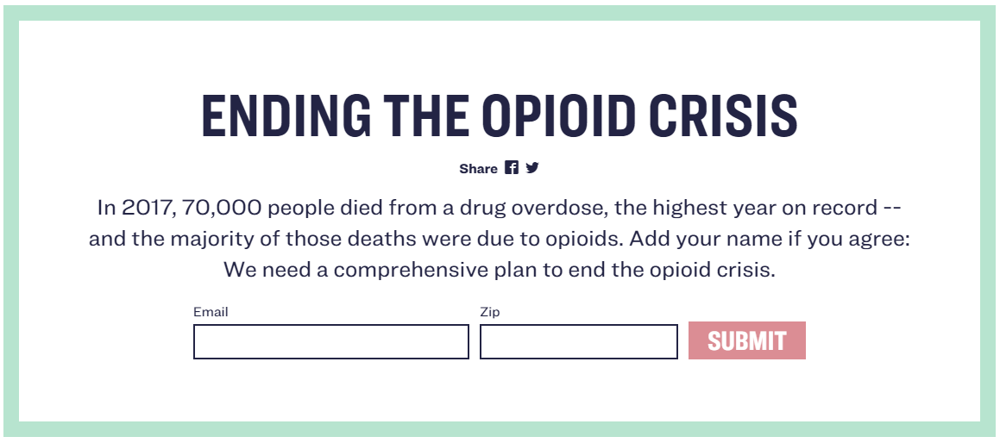 ENDING THE OPIOID CRISIS
Share
In 2017, 70,000 people died from a drug overdose, the highest year on record --
and the majority of those deaths were due to opioids. Add your name if you agree:
We need a comprehensive plan to end the opioid crisis.
Email
Zip
SUBMIT